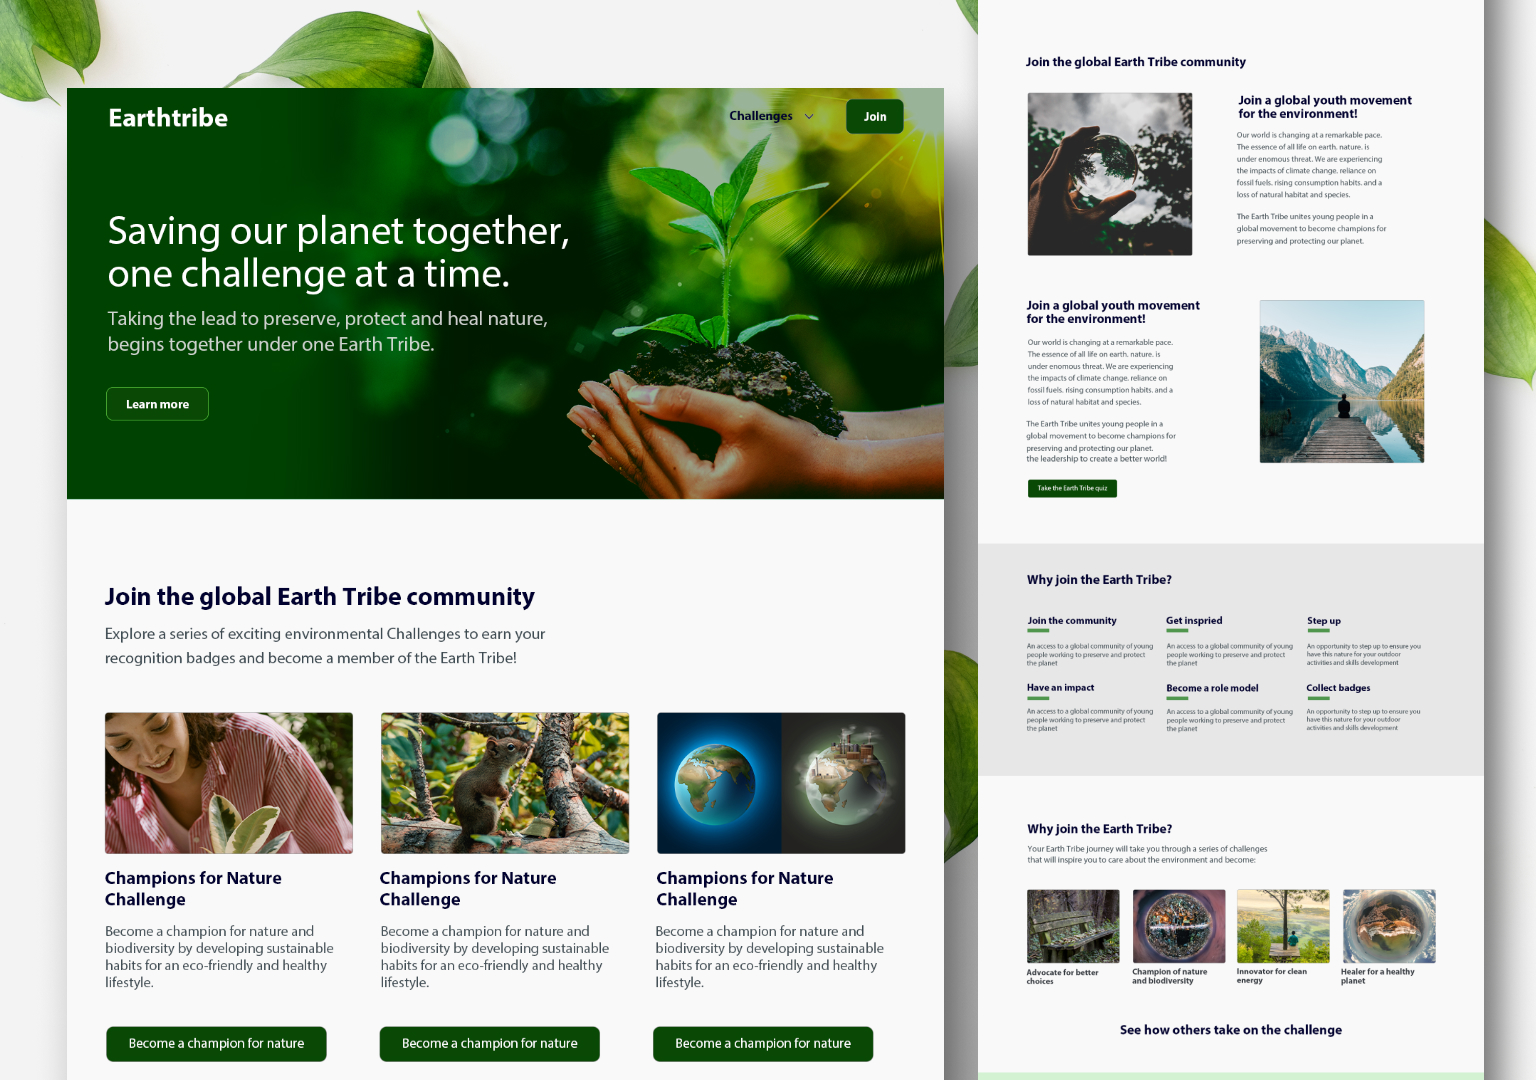 Earthtribe
Challenges
Join
Saving our planet together,
one challenge at a time.
Taking the lead to preserve, protect and heal nature,
begins together under one Earth Tribe.
Learn more
Join the global Earth Tribe community
Explore a series of exciting environmental Challenges to earn your
recognition badges and become a member of the Earth Tribe!
Champions for Nature
Challenge
Become a champion for nature and
biodiversity by developing sustainable
habits for an eco-friendly and healthy
lifestyle.
Become a champion for nature
Champions for Nature
Challenge
Become a champion for nature and
biodiversity by developing sustainable
habits for an eco-friendly and healthy
lifestyle.
Become a champion for nature
Champions for Nature
Challenge
Become a champion for nature and
biodiversity by developing sustainable
habits for an eco-friendly and healthy
lifestyle.
Become a champion for nature
Join the global Earth Tribe community
Join a global youth movement
for the environment!
Our world is changing at a remarkable pace.
The essence of all life on earth. nature. is
under enomous threat. We are experiencing
the impacts of climate change. reliance on
fossil fuels. rising consumption habits. and a
loss of natural habitat and species.
The Earth Tribe unites young people in a
global movement to become champions for
preserving and protecting our planet.
Join a global youth movement
for the environment!
Our world is changing at a remarkable pace.
The essence of all life on earth. nature. is
under enomous threat. We are experiencing
the impacts of climate change. reliance on
fossil fuels. rising consumption habits. and a
loss of natural habitat and species.
The Earth Tribe unites young people in a
global movement to become champions for
preserving and protecting our planet.
the leadership to create a better world!
Take the Earth Tribe quiz
Why join the Earth Tribe?
Join the community
An access to a global community of young
people working to preserve and protect
the planet
Get inspried
An access to a global community of young
people working to preserve and protect
the planet
Step up
An opportunity to step up to ensure you
have this nature for your outdoor
activities and skills development
Have an impact
An access to a global community of young
people working to preserve and protect
the planet
Become a role model
An access to a global community of young
people working to preserve and protect
the planet
Collect badges
An opportunity to step up to ensure you
have this nature for your outdoor
activities and skills development
Why join the Earth Tribe?
Your Earth Tribe journey will take you through a series of challenges
that will inspire you to care about the environment and become:
Advocate for better
choices
Champion of nature
and biodiversity
Innovator for clean
energy
Healer for a healthy
planet
See how others take on the challenge